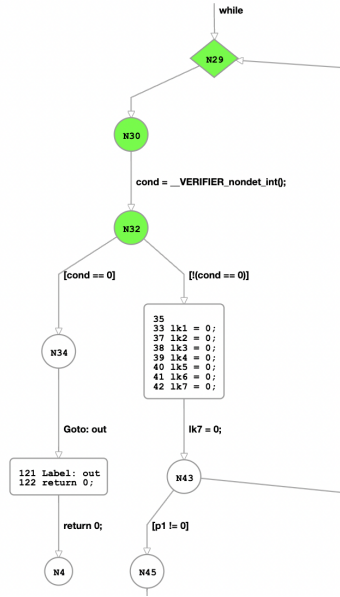 while
N29
N30
cond = __VERIFIER_nondet_int();
N32
[cond == 0]
[!(cond == 0)]
35
33 lk1 = 0;
37 lk2 = 0;
38 lk3 = 0;
39 lk4 = 0;
40 lk5 = 0;
41 lk6 = 0;
42 lk7 = 0;
N34
Goto: out
lk7 = 0;
121 Label: out
122 return 0;
N43
return 0;
[p1 != 0]
N4
N45